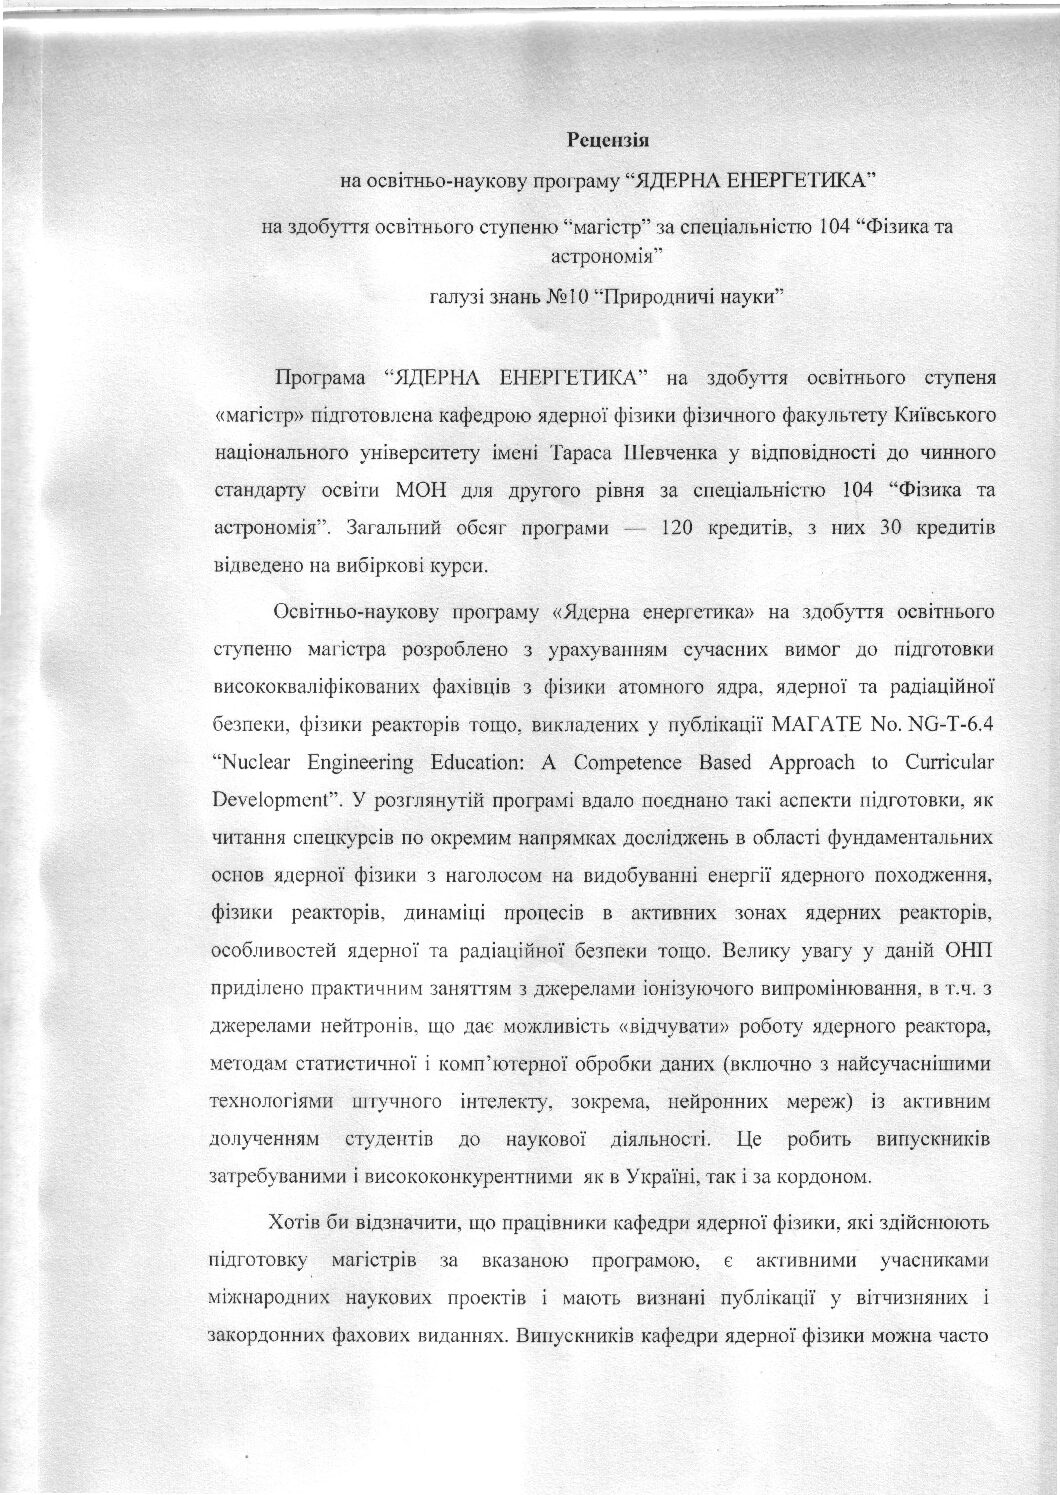 Рецензія
на освітньо-наукову програму “ЯДЕРНА ЕНЕРГЕТИКА”
на здобуття освітнього ступеню “магістр” за спеціальністю 104 “Фізика та
астрономія”
галузі знань №10 “Природничі науки”
Програма “ЯДЕРНА ЕНЕРГЕТИКА” на здобуття освітнього ступеня
«магістр» підготовлена кафедрою ядерної фізики фізичного факультету Київського
національного університету імені Тараса Шевченка у відповідності до чинного
стандарту освіти МОН для другого рівня за спеціальністю 104 “Фізика та
астрономія”. Загальний обсяг програми — 120 кредитів, з них 30 кредитів
відведено на вибіркові курси.
Освітньо-наукову програму «Ядерна енергетика» на здобуття освітнього
ступеню магістра розроблено з урахуванням сучасних вимог до підготовки
висококваліфікованих фахівців з фізики атомного ядра, ядерної та радіаційної
безпеки, фізики реакторів тощо, викладених у публікації МАГАТЕ No. NG-T-6.4
“Nuclear Engineering Education: A Competence Based Approach to Curricular
Development”. У розглянутій програмі вдало поєднано такі аспекти підготовки, як
читання спецкурсів по окремим напрямках досліджень в області фундаментальних
основ ядерної фізики з наголосом на видобуванні енергії ядерного походження,
фізики реакторів, динаміці процесів в активних зонах ядерних реакторів,
особливостей ядерної та радіаційної безпеки тощо. Велику увагу у даній ОНП
приділено практичним заняттям з джерелами іонізуючого випромінювання, в т.ч. з
джерелами нейтронів, що дає можливість «відчувати» роботу ядерного реактора,
методам статистичної і комп’ютерної обробки даних (включно з найсучаснішими
технологіями штучного інтелекту, зокрема, нейронних мереж) із активним
долученням студентів до наукової діяльності. Це робить випускників
затребуваними і висококонкурентними як в Україні, так і за кордоном.
Хотів би відзначити, що працівники кафедри ядерної фізики, які здійснюють
підготовку магістрів за вказаною програмою, є активними учасниками
міжнародних наукових проектів і мають визнані публікації у вітчизняних і
закордонних фахових виданнях. Випускників кафедри ядерної фізики можна часто